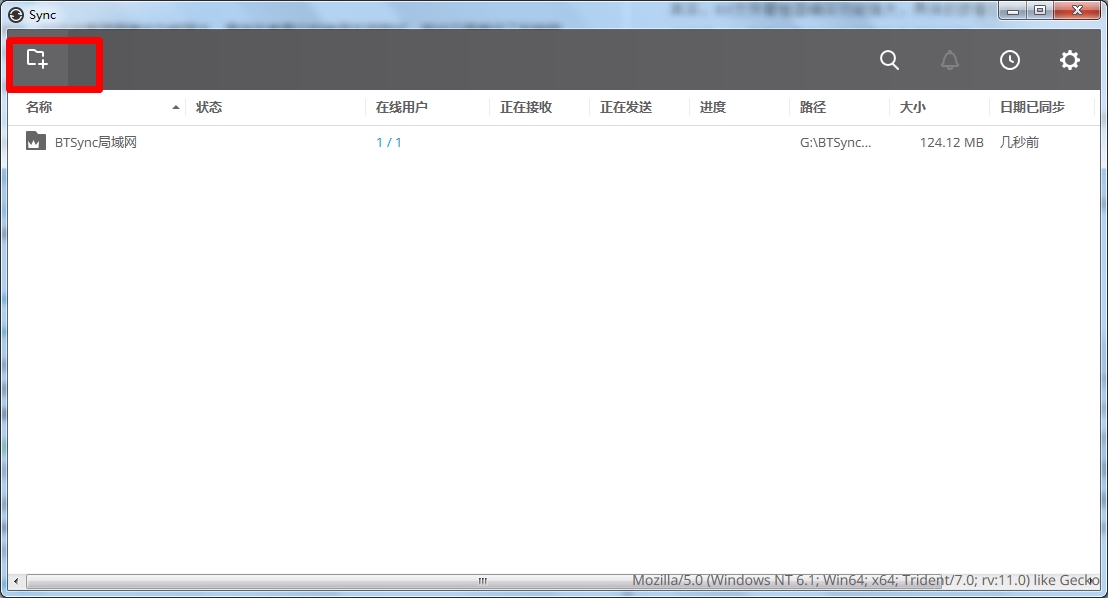 Sync
名称 状态 在线用户 正在接收 正在发送 进度 路径 大小 日期已同步
BTSync局域网 1 / 1 G:\BTSync... 124.12 MB 几秒前
Mozilla/5.0 (Windows NT 6.1; Win64; x64; Trident/7.0; rv:11.0) like Gecko